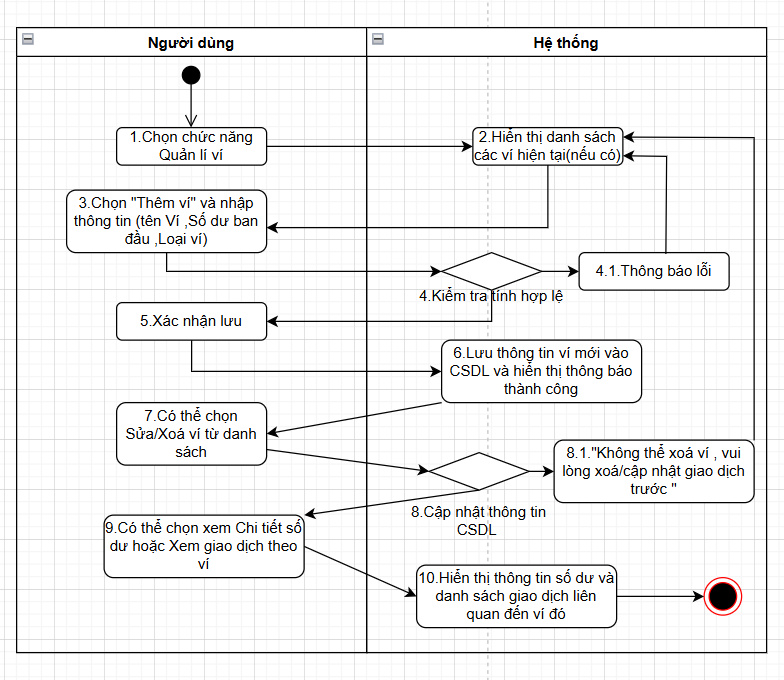 Người dùng
Hệ thống
1.Chọn chức năng
Quản lí ví
2.Hiển thị danh sách
các ví hiện tại(nếu có)
3.Chọn "Thêm ví" và nhập
thông tin (tên Ví ,Số dư ban
đầu ,Loại ví)
4.Kiểm tra tính hợp lệ
4.1.Thông báo lỗi
5.Xác nhận lưu
6.Lưu thông tin ví mới vào
CSDL và hiển thị thông báo
thành công
7.Có thể chọn
Sửa/Xoá ví từ danh
sách
8.Cập nhật thông tin
CSDL
8.1."Không thể xoá ví , vui
lòng xoá/cập nhật giao dịch
trước "
9.Có thể chọn xem Chi tiết số
dư hoặc Xem giao dịch theo
ví
10.Hiển thị thông tin số dư và
danh sách giao dịch liên
quan đến ví đó